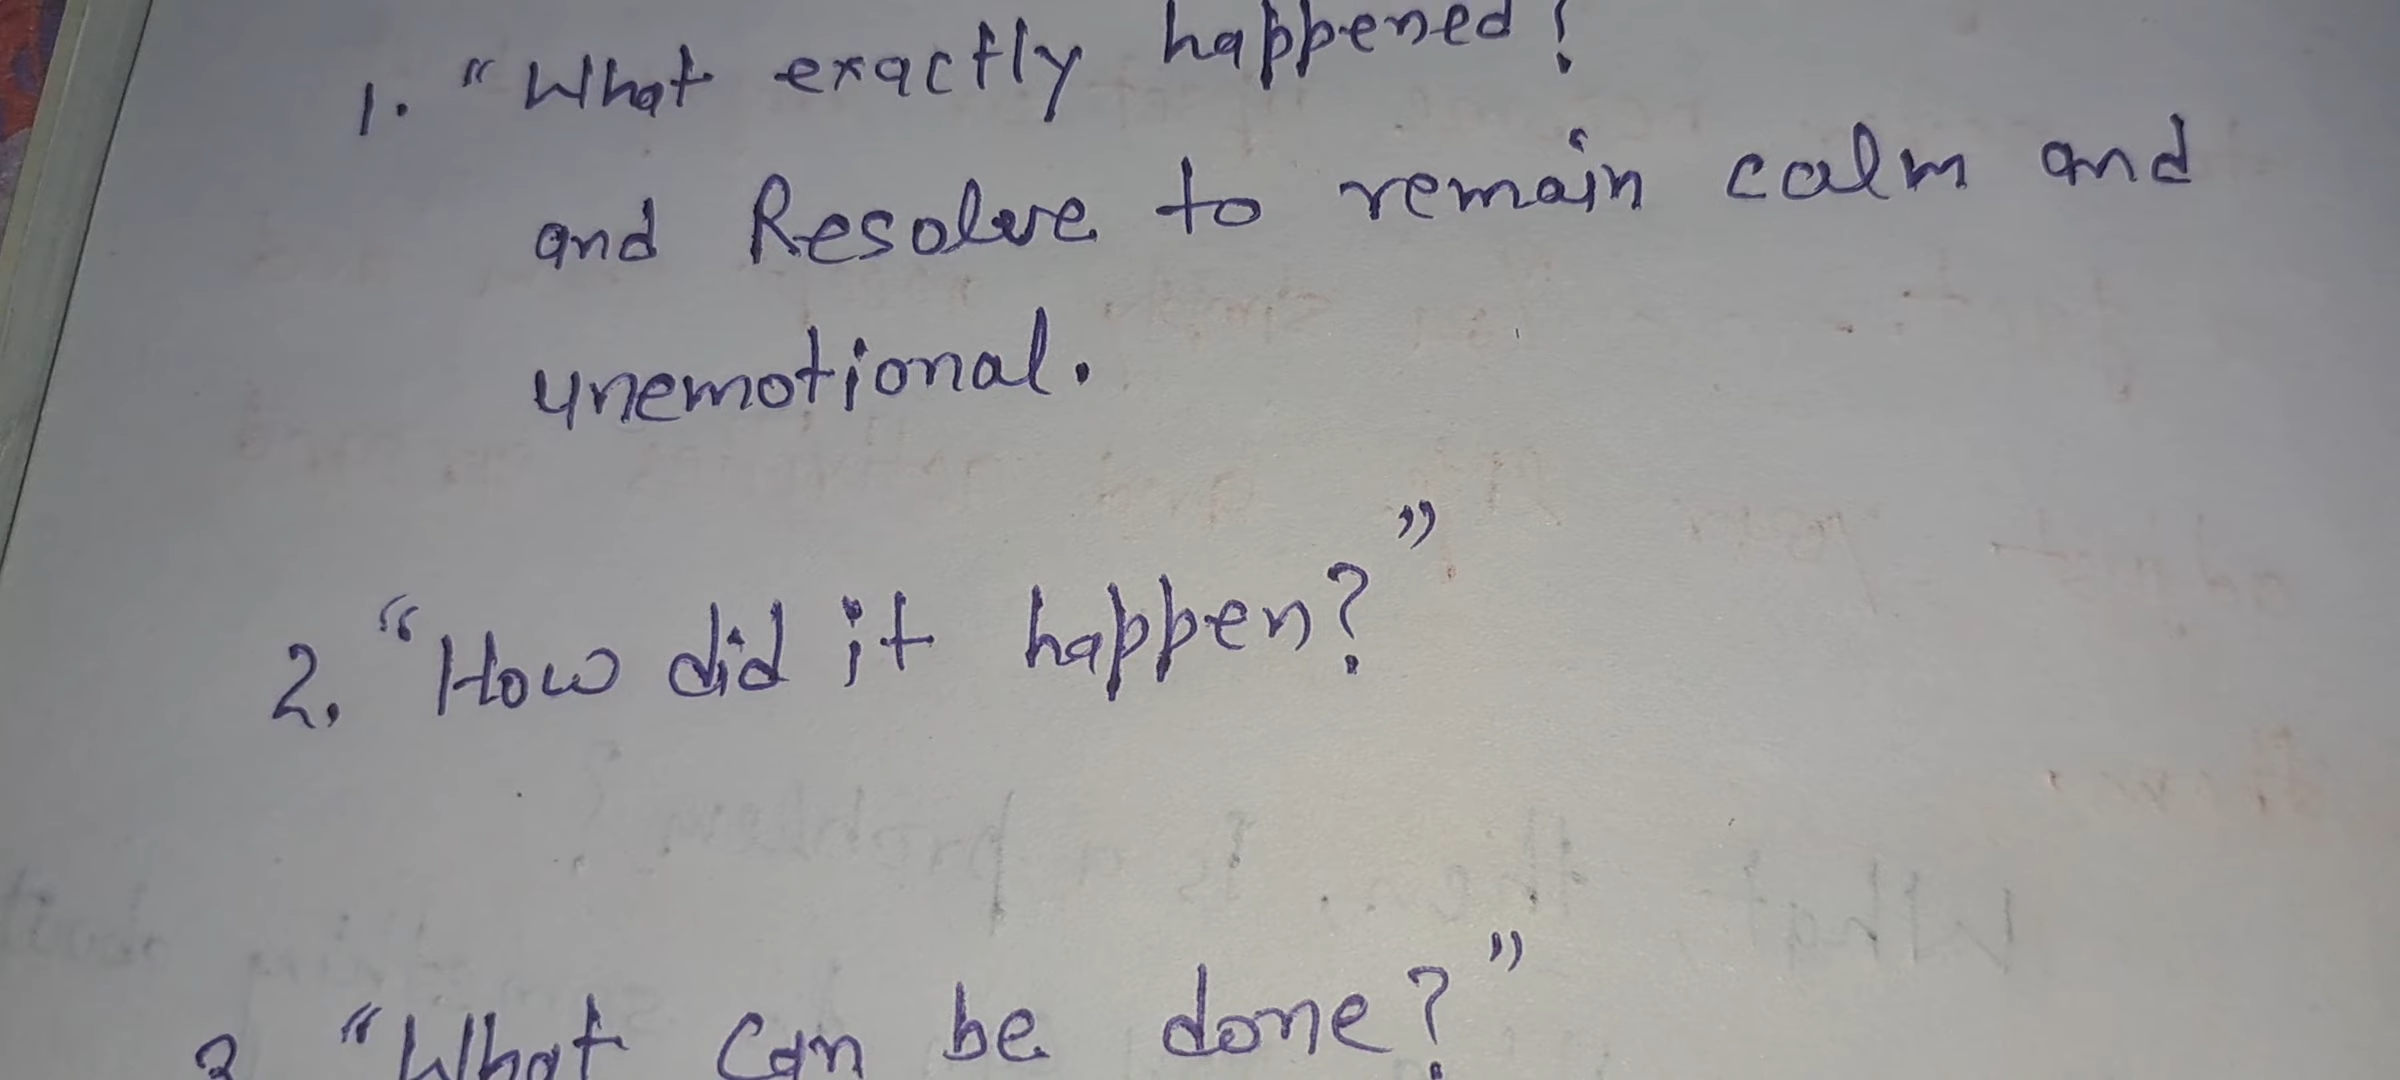 1. "What exactly happened?
and Resolve to remain calm and
unemotional.
2. "How did it happen?"
3 "What can be done?"